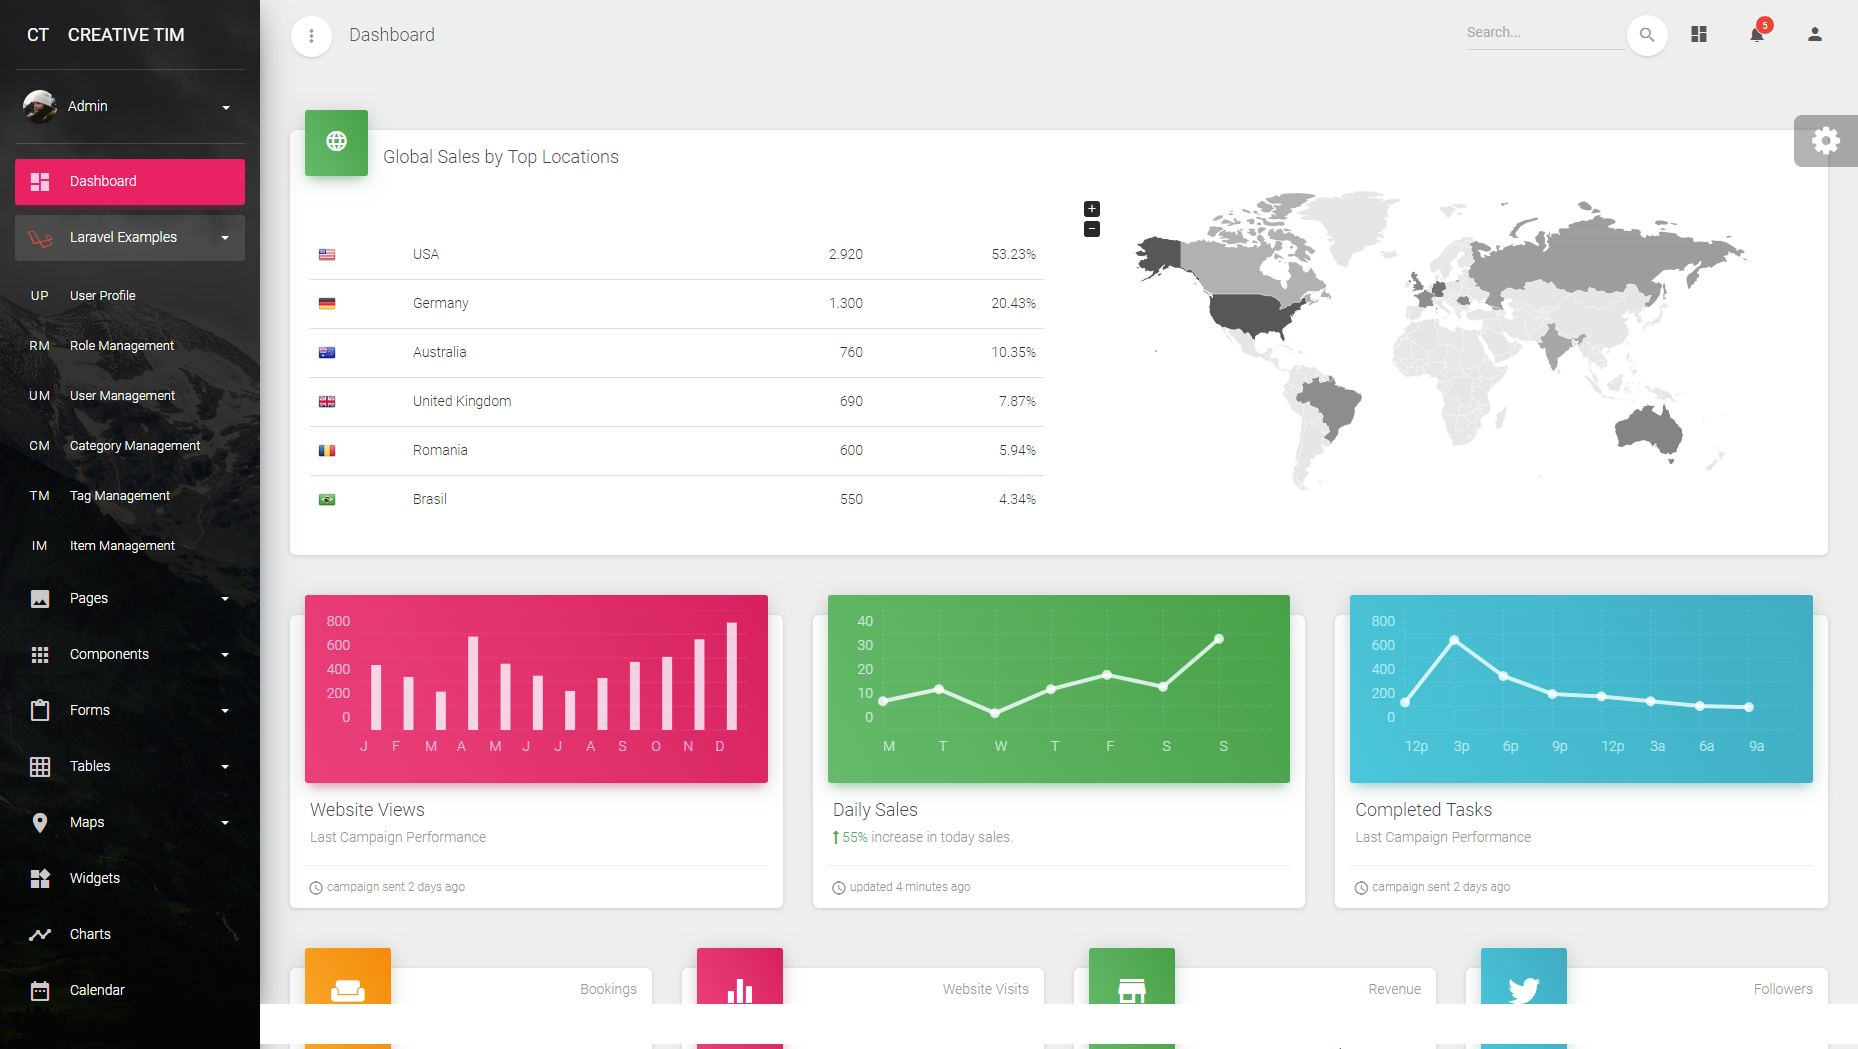 CT CREATIVE TIM
Admin
Dashboard
Laravel Examples
UP User Profile
RM Role Management
UM User Management
CM Category Management
TM Tag Management
IM Item Management
Pages
Components
Forms
Tables
Maps
Widgets
Charts
Calendar
Dashboard
Search...
5
Global Sales by Top Locations
USA 2.920 53.23%
Germany 1.300 20.43%
Australia 760 10.35%
United Kingdom 690 7.87%
Romania 600 5.94%
Brasil 550 4.34%
+
−
800
600
400
200
0
J F M A M J J A S O N D
Website Views
Last Campaign Performance
campaign sent 2 days ago
40
30
20
10
0
M T W T F S S
Daily Sales
55% increase in today sales.
updated 4 minutes ago
800
600
400
200
0
12p 3p 6p 9p 12p 3a 6a 9a
Completed Tasks
Last Campaign Performance
campaign sent 2 days ago
Bookings
Website Visits
Revenue
Followers